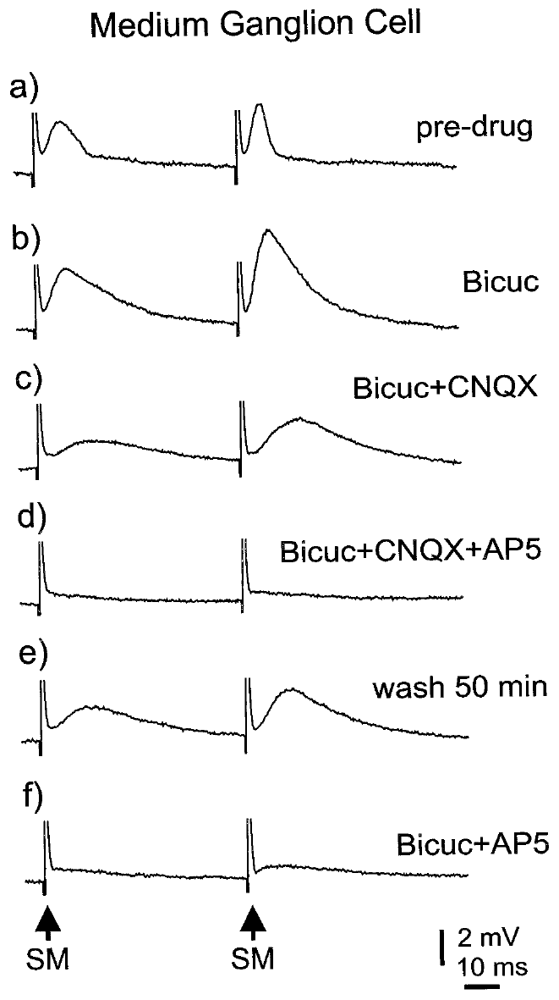 Medium Ganglion Cell
a)
pre-drug
b)
Bicuc
c)
Bicuc+CNQX
d)
Bicuc+CNQX+AP5
e)
wash 50 min
f)
Bicuc+AP5
SM SM
2 mV
10 ms